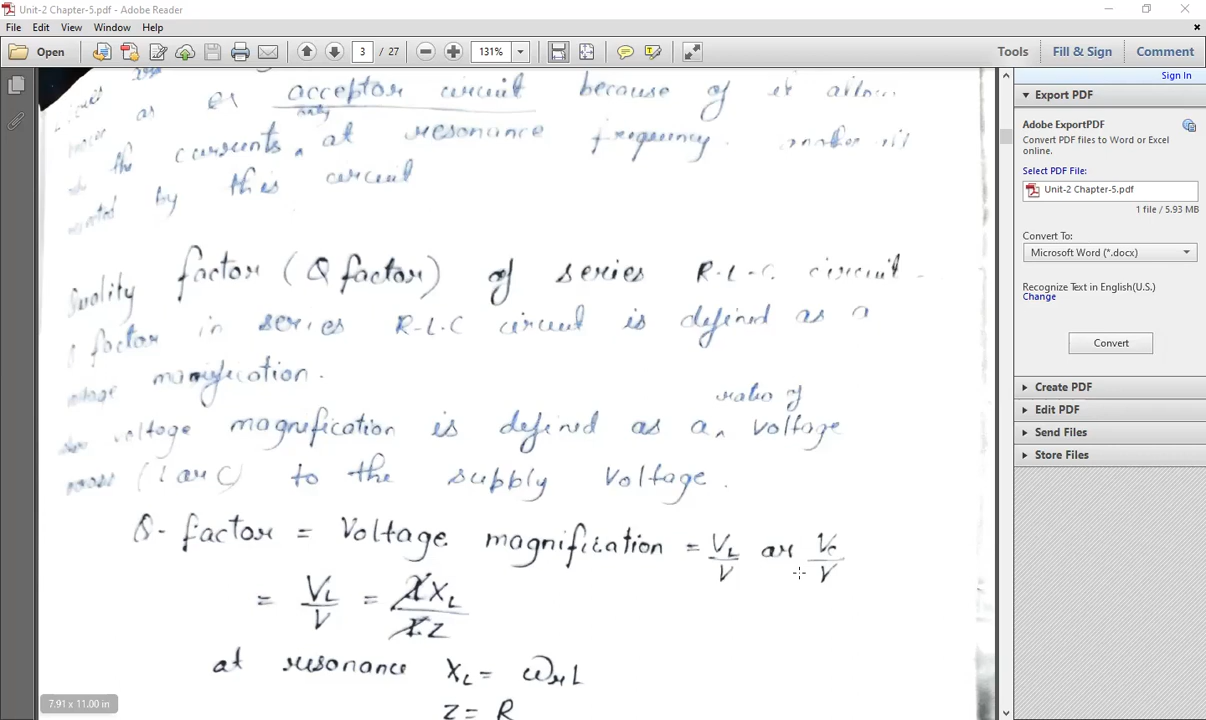 Unit-2 Chapter-5.pdf - Adobe Reader
File Edit View Window Help
Open 3 / 27 131% Tools Fill & Sign Comment
Sign In
Export PDF
Adobe ExportPDF
Convert PDF files to Word or Excel
online.
Select PDF File:
Unit-2 Chapter-5.pdf
1 file / 5.93 MB
Convert To:
Microsoft Word (*.docx)
Recognize Text in English(U.S.)
Change
Convert
Create PDF
Edit PDF
Send Files
Store Files
as acceptor circuit because of it allow
only
the currents at resonance frequency.
by this circuit
Quality factor (Q factor) of series R-L-C circuit
factor in series R-L-C circuit is defined as a
magnification.
ratio of
voltage magnification is defined as a voltage
(L or C) to the supply voltage.
Q-factor = Voltage magnification = VL/V or Vc/V
= VL/V = IXL/IZ
at resonance XL = ωrL
Z = R
7.91 x 11.00 in